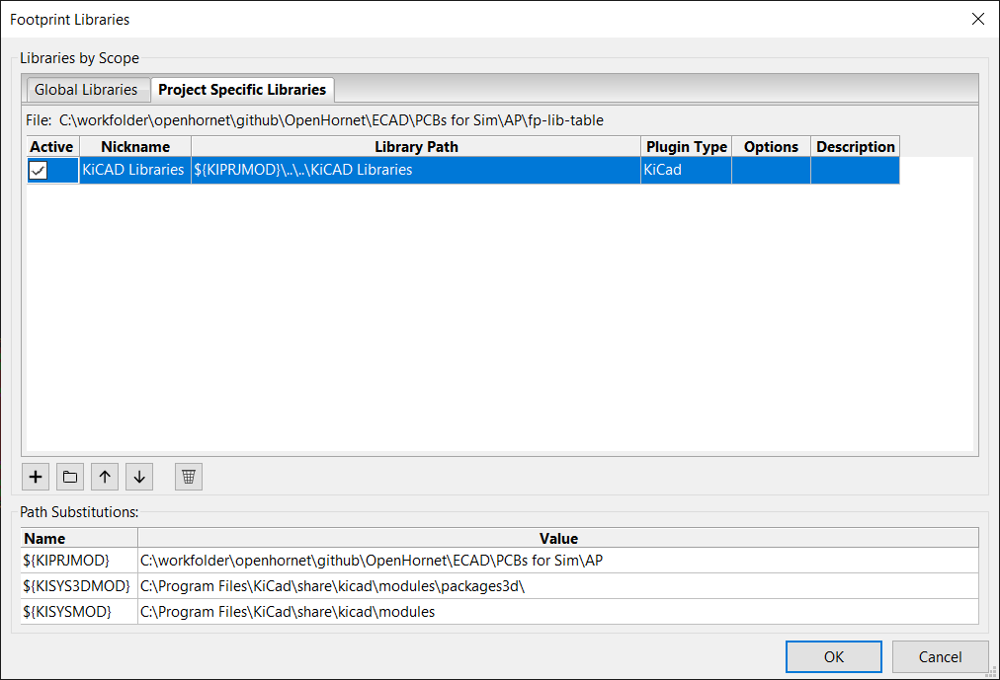 Footprint Libraries
Libraries by Scope
Global Libraries Project Specific Libraries
File: C:\workfolder\openhornet\github\OpenHornet\ECAD\PCBs for Sim\AP\fp-lib-table
Active Nickname Library Path Plugin Type Options Description
KiCAD Libraries ${KIPRJMOD}\..\..\KiCAD Libraries KiCad
Path Substitutions:
Name Value
${KIPRJMOD} C:\workfolder\openhornet\github\OpenHornet\ECAD\PCBs for Sim\AP
${KISYS3DMOD} C:\Program Files\KiCad\share\kicad\modules\packages3d\
${KISYSMOD} C:\Program Files\KiCad\share\kicad\modules
OK Cancel